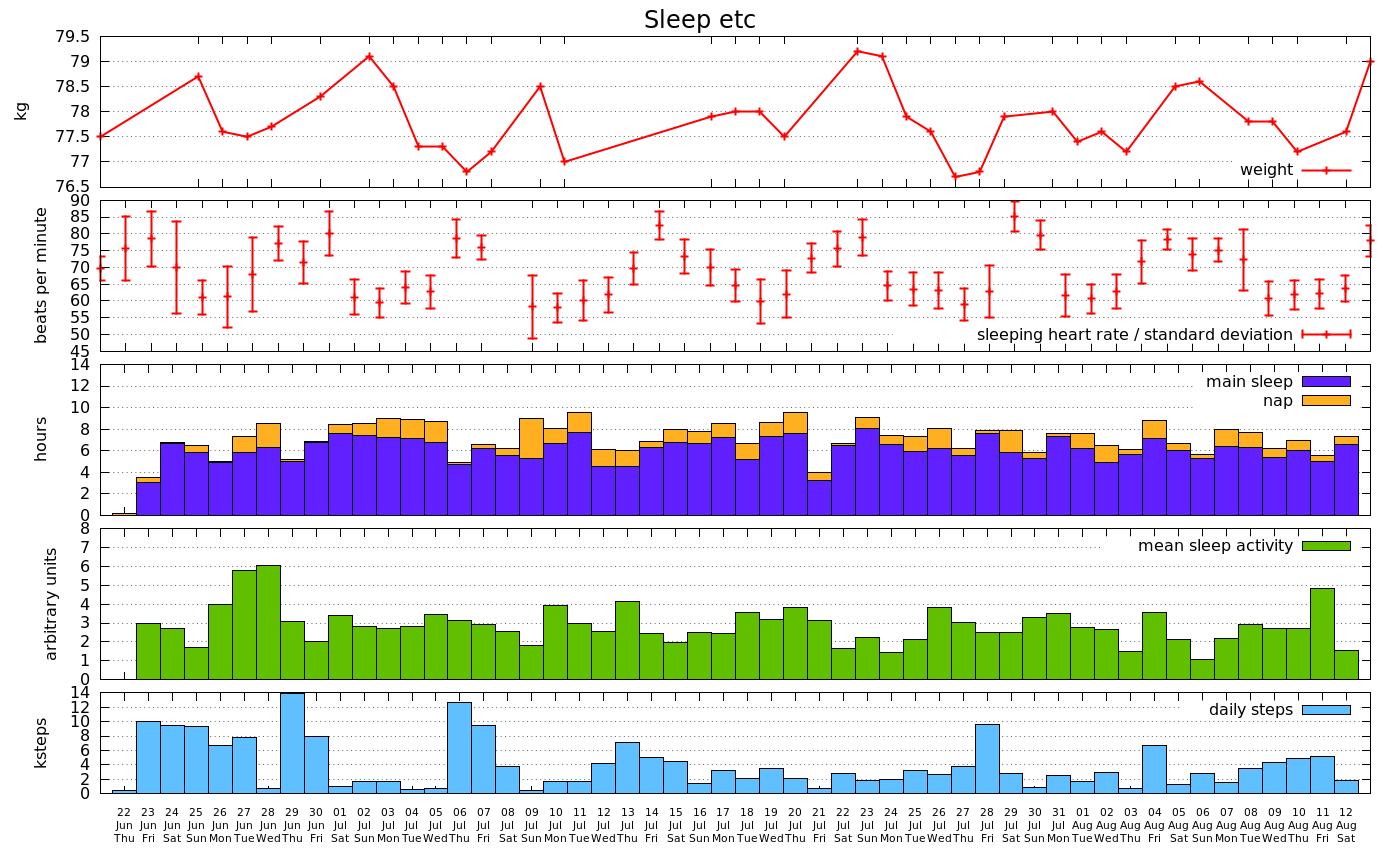 Sleep etc
79.5
79
78.5
78
77.5
77
76.5
kg
weight
90
85
80
75
70
65
60
55
50
45
beats per minute
sleeping heart rate / standard deviation
14
12
10
8
6
4
2
0
hours
main sleep
nap
8
7
6
5
4
3
2
1
0
arbitrary units
mean sleep activity
14
12
10
8
6
4
2
0
ksteps
daily steps
22 23 24 25 26 27 28 29 30 01 02 03 04 05 06 07 08 09 10 11 12 13 14 15 16 17 18 19 20 21 22 23 24 25 26 27 28 29 30 31 01 02 03 04 05 06 07 08 09 10 11 12
Jun Jun Jun Jun Jun Jun Jun Jun Jun Jul Jul Jul Jul Jul Jul Jul Jul Jul Jul Jul Jul Jul Jul Jul Jul Jul Jul Jul Jul Jul Jul Jul Jul Jul Jul Jul Jul Jul Jul Jul Aug Aug Aug Aug Aug Aug Aug Aug Aug Aug Aug Aug
Thu Fri Sat Sun Mon Tue Wed Thu Fri Sat Sun Mon Tue Wed Thu Fri Sat Sun Mon Tue Wed Thu Fri Sat Sun Mon Tue Wed Thu Fri Sat Sun Mon Tue Wed Thu Fri Sat Sun Mon Tue Wed Thu Fri Sat Sun Mon Tue Wed Thu Fri Sat